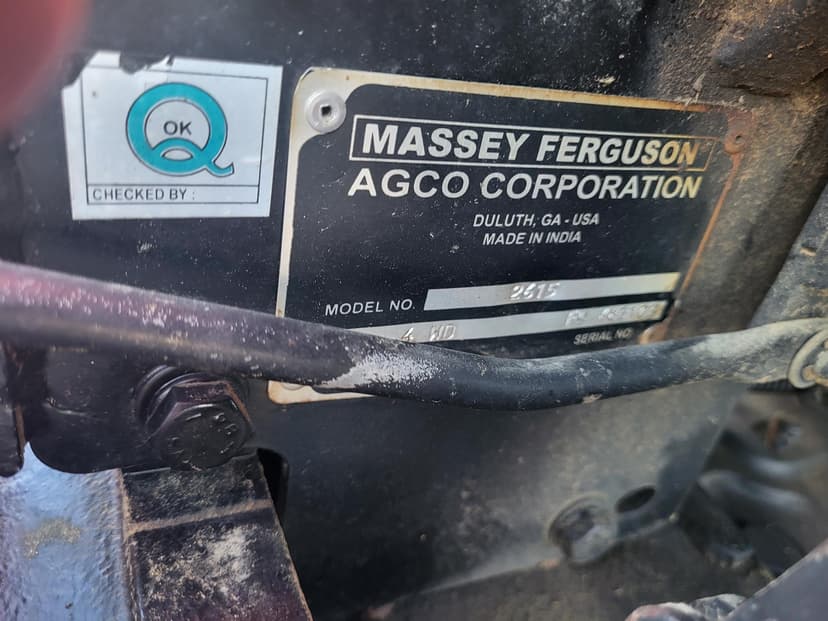 OK
CHECKED BY :
MASSEY FERGUSON
AGCO CORPORATION
DULUTH, GA - USA
MADE IN INDIA
MODEL NO. 2615
4 WD
SERIAL NO